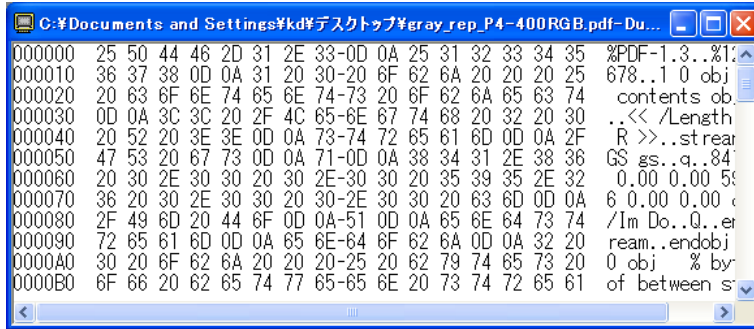 C:¥Documents and Settings¥kd¥デスクトップ¥gray_rep_P4-400RGB.pdf-Du...
000000 25 50 44 46 2D 31 2E 33-0D 0A 25 31 32 33 34 35 %PDF-1.3..%12
000010 36 37 38 0D 0A 31 20 30-20 6F 62 6A 20 20 20 25 678..1 0 obj
000020 20 63 6F 6E 74 65 6E 74-73 20 6F 62 6A 65 63 74 contents ob
000030 0D 0A 3C 3C 20 2F 4C 65-6E 67 74 68 20 32 20 30 ..<< /Length
000040 20 52 20 3E 3E 0D 0A 73-74 72 65 61 6D 0D 0A 2F R >>..strear
000050 47 53 20 67 73 0D 0A 71-0D 0A 38 34 31 2E 38 36 GS gs..q..84
000060 20 30 2E 30 30 20 30 2E-30 30 20 35 39 35 2E 32 0.00 0.00 59
000070 36 20 30 2E 30 30 20 30-2E 30 30 20 63 6D 0D 0A 6 0.00 0.00 c
000080 2F 49 6D 20 44 6F 0D 0A-51 0D 0A 65 6E 64 73 74 /Im Do..Q..en
000090 72 65 61 6D 0D 0A 65 6E-64 6F 62 6A 0D 0A 32 20 ream..endobj
0000A0 30 20 6F 62 6A 20 20 20-25 20 62 79 74 65 73 20 0 obj % by
0000B0 6F 66 20 62 65 74 77 65-65 6E 20 73 74 72 65 61 of between s